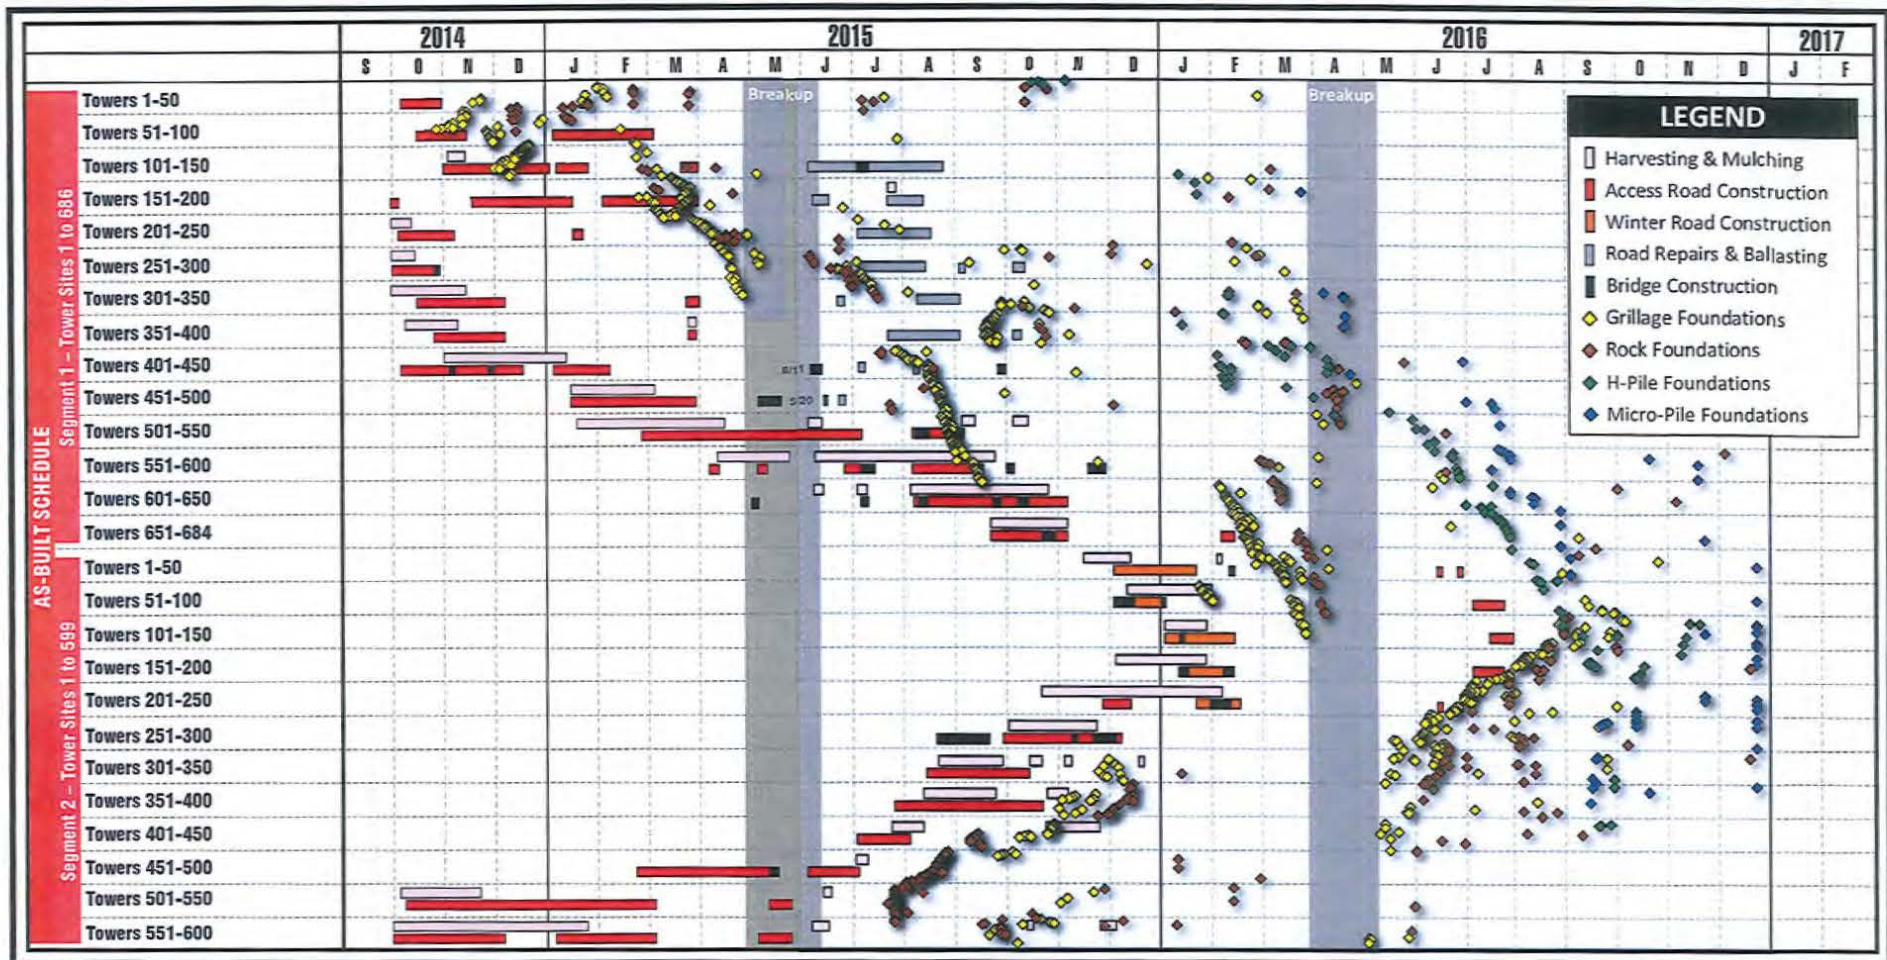 2014 2015 2016 2017
S O N D J F M A M J J A S O N D J F M A M J J A S O N D J F
Breakup Breakup
AS-BUILT SCHEDULE
Segment 1 – Tower Sites 1 to 686
Towers 1-50
Towers 51-100
Towers 101-150
Towers 151-200
Towers 201-250
Towers 251-300
Towers 301-350
Towers 351-400
Towers 401-450
Towers 451-500
5/20
Towers 501-550
Towers 551-600
Towers 601-650
Towers 651-684
Segment 2 – Tower Sites 1 to 599
Towers 1-50
Towers 51-100
Towers 101-150
Towers 151-200
Towers 201-250
Towers 251-300
Towers 301-350
Towers 351-400
Towers 401-450
Towers 451-500
Towers 501-550
Towers 551-600
LEGEND
Harvesting & Mulching
Access Road Construction
Winter Road Construction
Road Repairs & Ballasting
Bridge Construction
Grillage Foundations
Rock Foundations
H-Pile Foundations
Micro-Pile Foundations